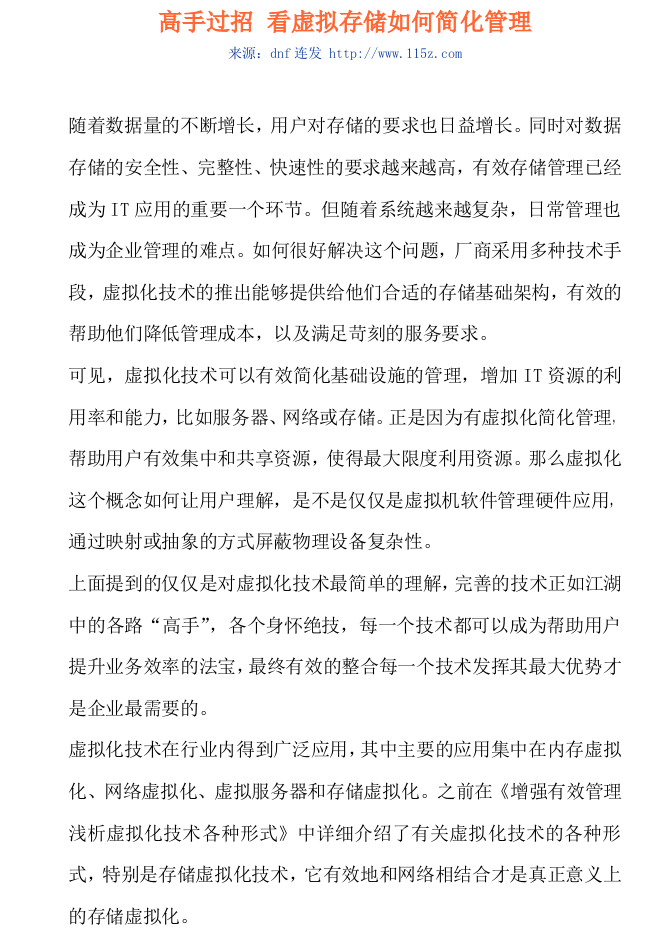 高手过招 看虚拟存储如何简化管理
来源：dnf 连发 http://www.115z.com
随着数据量的不断增长，用户对存储的要求也日益增长。同时对数据
存储的安全性、完整性、快速性的要求越来越高，有效存储管理已经
成为 IT 应用的重要一个环节。但随着系统越来越复杂，日常管理也
成为企业管理的难点。如何很好解决这个问题，厂商采用多种技术手
段，虚拟化技术的推出能够提供给他们合适的存储基础架构，有效的
帮助他们降低管理成本，以及满足苛刻的服务要求。
可见，虚拟化技术可以有效简化基础设施的管理，增加 IT 资源的利
用率和能力，比如服务器、网络或存储。正是因为有虚拟化简化管理，
帮助用户有效集中和共享资源，使得最大限度利用资源。那么虚拟化
这个概念如何让用户理解，是不是仅仅是虚拟机软件管理硬件应用，
通过映射或抽象的方式屏蔽物理设备复杂性。
上面提到的仅仅是对虚拟化技术最简单的理解，完善的技术正如江湖
中的各路“高手”，各个身怀绝技，每一个技术都可以成为帮助用户
提升业务效率的法宝，最终有效的整合每一个技术发挥其最大优势才
是企业最需要的。
虚拟化技术在行业内得到广泛应用，其中主要的应用集中在内存虚拟
化、网络虚拟化、虚拟服务器和存储虚拟化。之前在《增强有效管理
浅析虚拟化技术各种形式》中详细介绍了有关虚拟化技术的各种形
式，特别是存储虚拟化技术，它有效地和网络相结合才是真正意义上
的存储虚拟化。